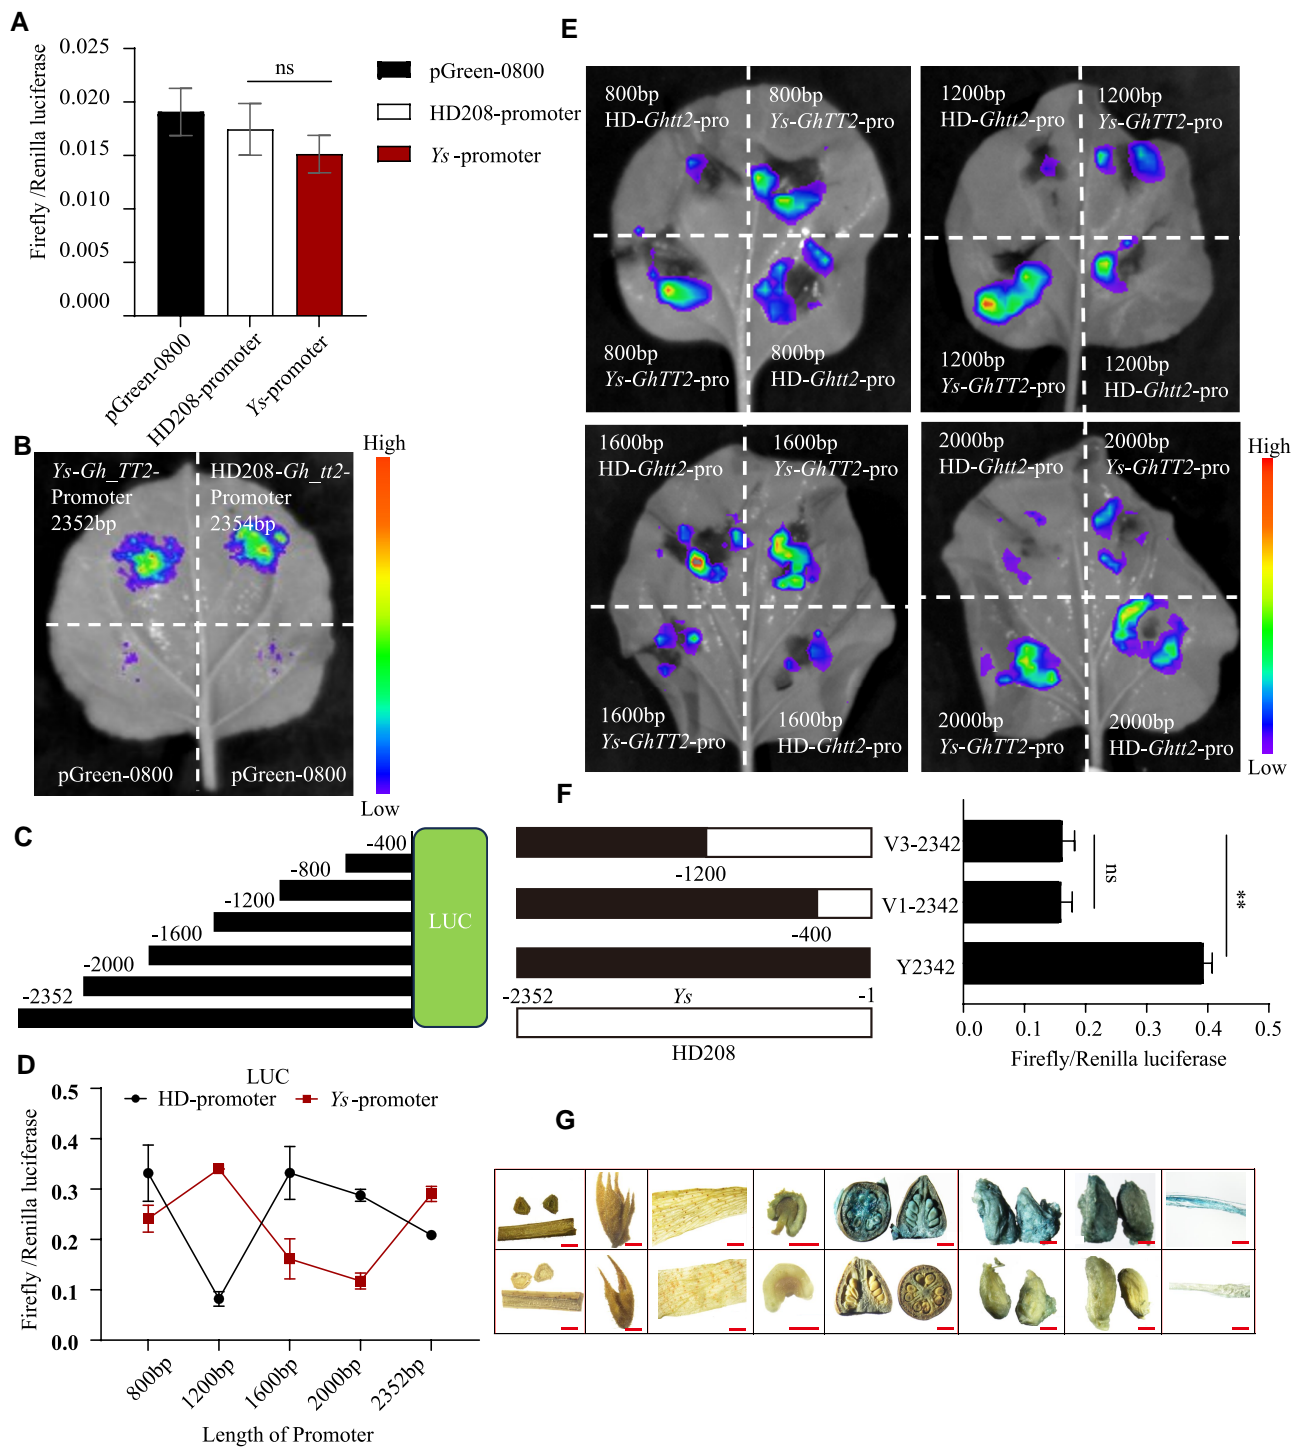 A
Firefly /Renilla luciferase
0.025
0.020
0.015
0.010
0.005
0.000
ns
pGreen-0800
HD208-promoter
Ys-promoter
pGreen-0800
HD208-promoter
Ys-promoter
B
Ys-Gh_TT2-
Promoter
2352bp
HD208-Gh_tt2-
Promoter
2354bp
pGreen-0800
pGreen-0800
High
Low
C
-400
-800
-1200
-1600
-2000
-2352
LUC
D
LUC
HD-promoter
Ys-promoter
Firefly /Renilla luciferase
0.5
0.4
0.3
0.2
0.1
0.0
800bp
1200bp
1600bp
2000bp
2352bp
Length of Promoter
E
800bp
HD-Ghtt2-pro
800bp
Ys-GhTT2-pro
800bp
Ys-GhTT2-pro
800bp
HD-Ghtt2-pro
1200bp
HD-Ghtt2-pro
1200bp
Ys-GhTT2-pro
1200bp
Ys-GhTT2-pro
1200bp
HD-Ghtt2-pro
1600bp
HD-Ghtt2-pro
1600bp
Ys-GhTT2-pro
1600bp
Ys-GhTT2-pro
1600bp
HD-Ghtt2-pro
2000bp
HD-Ghtt2-pro
2000bp
Ys-GhTT2-pro
2000bp
Ys-GhTT2-pro
2000bp
HD-Ghtt2-pro
High
Low
F
-1200
-400
-2352
Ys
-1
HD208
V3-2342
V1-2342
Y2342
ns
**
0.0
0.1
0.2
0.3
0.4
0.5
Firefly/Renilla luciferase
G